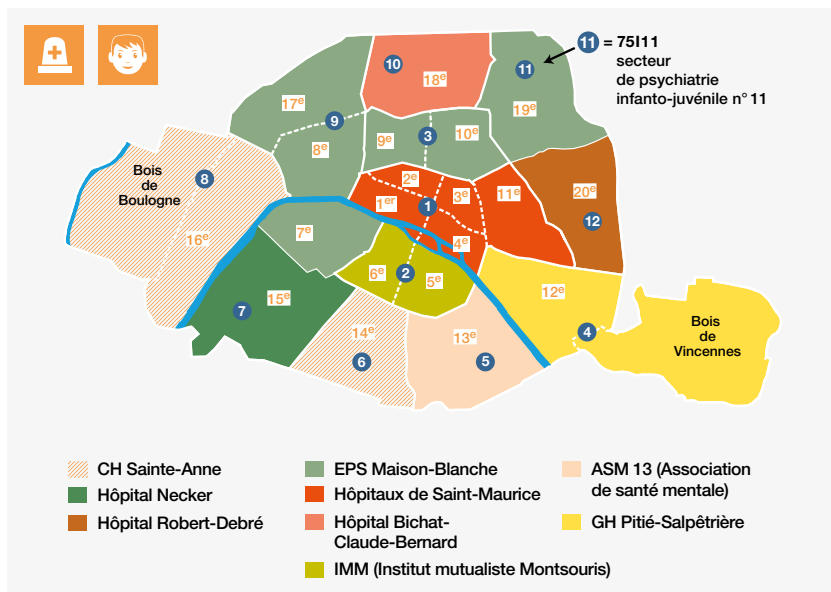 11 = 75I11
secteur
de psychiatrie
infanto-juvénile n° 11
10
18e
11
17e
19e
9
9e
3
10e
8e
Bois
de
Boulogne
8
2e
1er
1
3e
11e
20e
12
16e
7e
4e
6e
2
5e
15e
7
12e
14e
13e
4
6
5
Bois
de
Vincennes
CH Sainte-Anne
Hôpital Necker
Hôpital Robert-Debré
EPS Maison-Blanche
Hôpitaux de Saint-Maurice
Hôpital Bichat-
Claude-Bernard
IMM (Institut mutualiste Montsouris)
ASM 13 (Association
de santé mentale)
GH Pitié-Salpêtrière